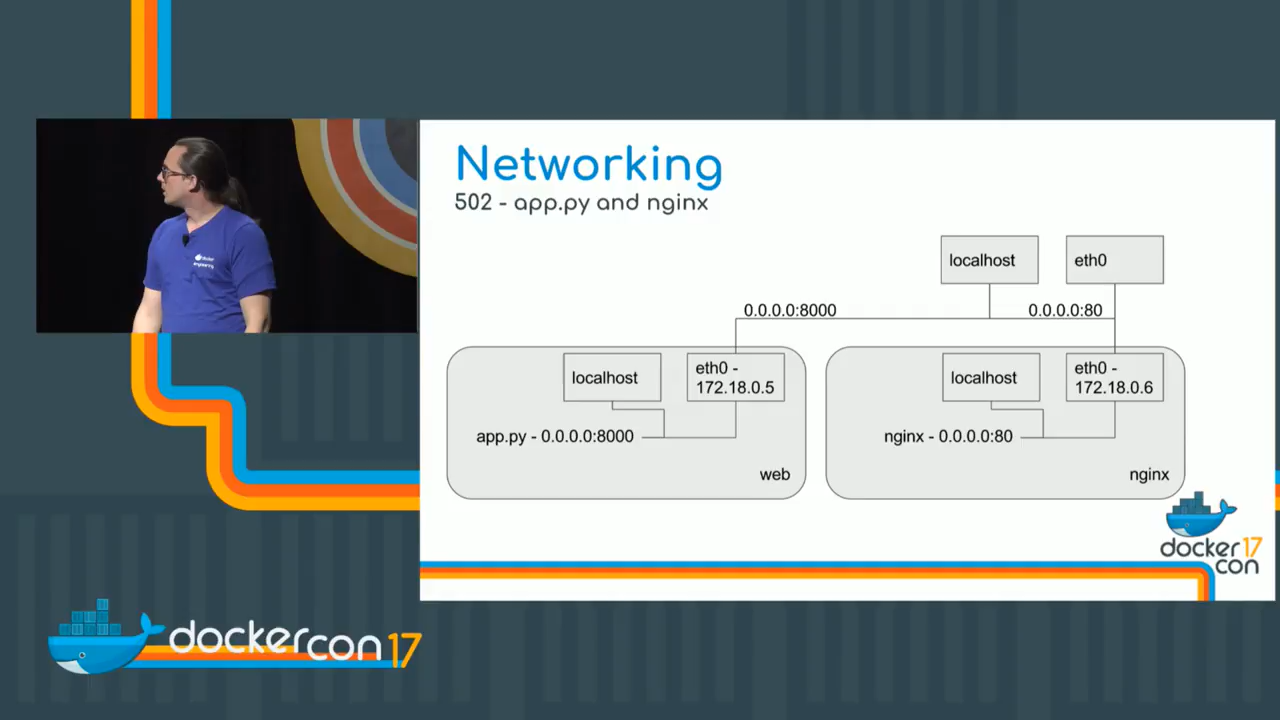 Networking
502 - app.py and nginx
localhost
eth0
0.0.0.0:8000
0.0.0.0:80
localhost
eth0 -
172.18.0.5
localhost
eth0 -
172.18.0.6
app.py - 0.0.0.0:8000
nginx - 0.0.0.0:80
web
nginx
docker 17
con
docker
engineering
dockercon 17